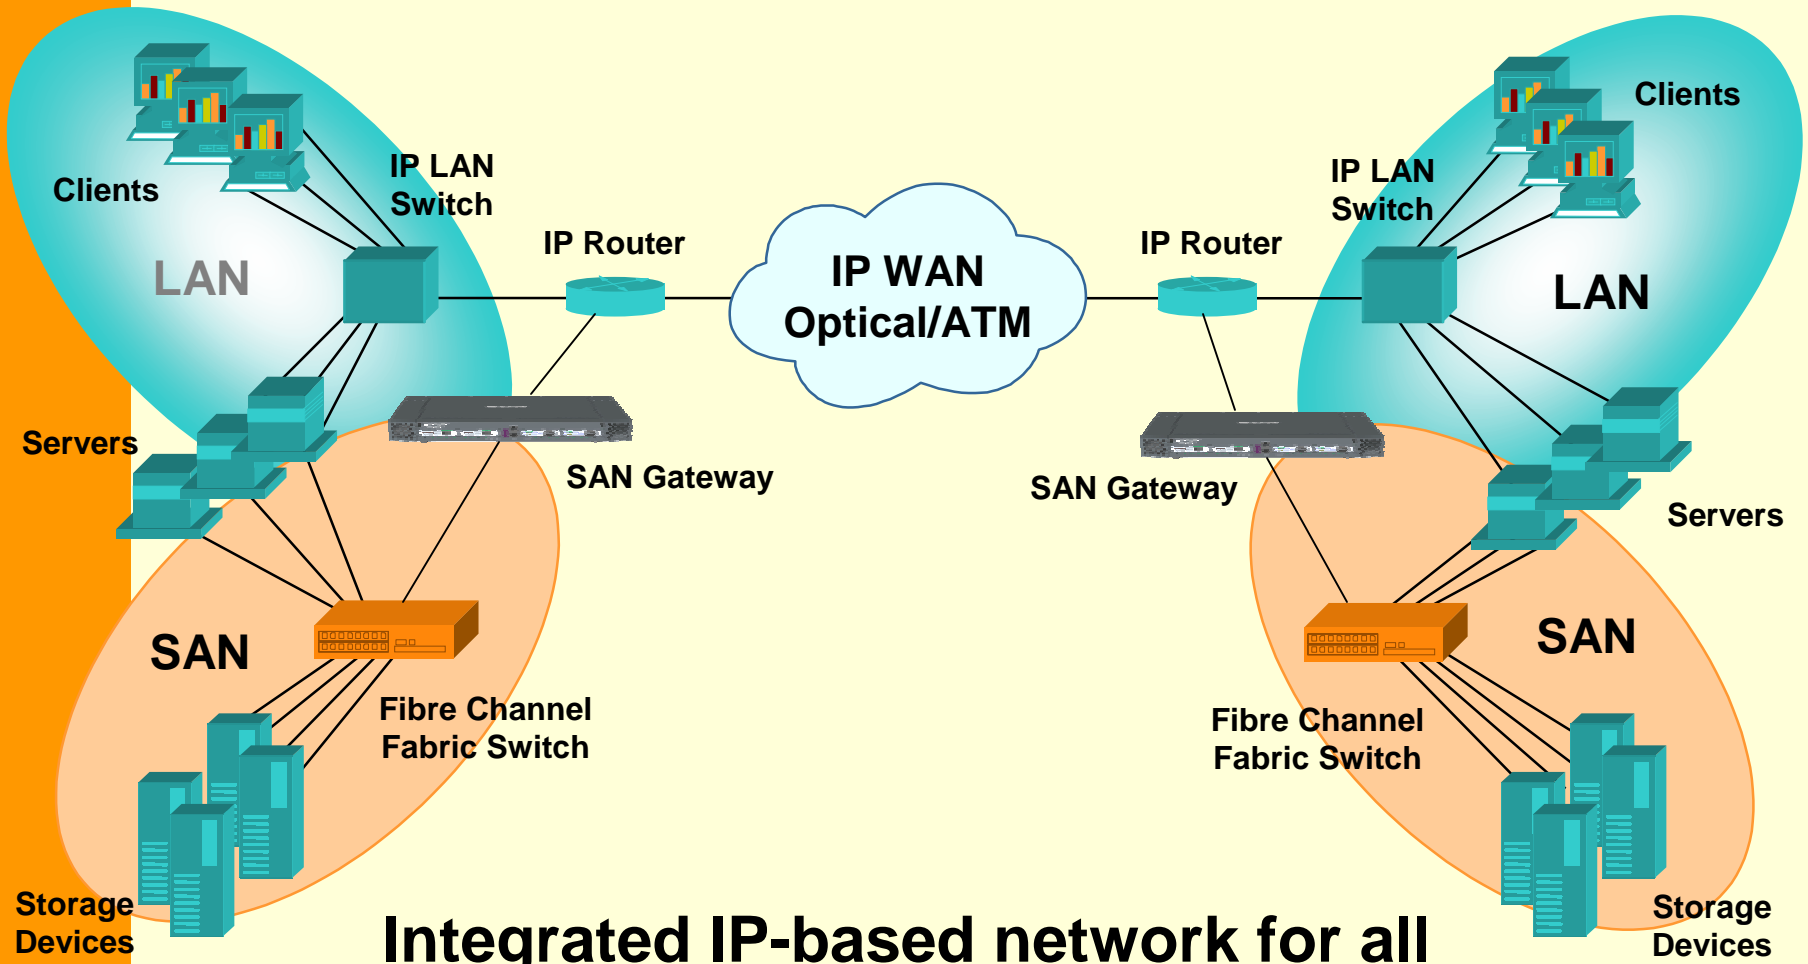 Clients
IP LAN
Switch
LAN
IP Router
Servers
SAN Gateway
SAN
Fibre Channel
Fabric Switch
Storage
Devices
IP WAN
Optical/ATM
Clients
IP LAN
Switch
IP Router
LAN
SAN Gateway
Servers
SAN
Fibre Channel
Fabric Switch
Storage
Devices
Integrated IP-based network for all